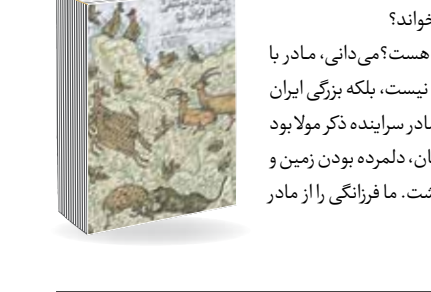 خواند؟
هست؟می‌دانی، مادر با
نیست، بلکه بزرگی ایران
مادر سراینده ذکر مولا بود
ان، دلمرده بودن زمین و
شت. ما فرزانگی را از مادر